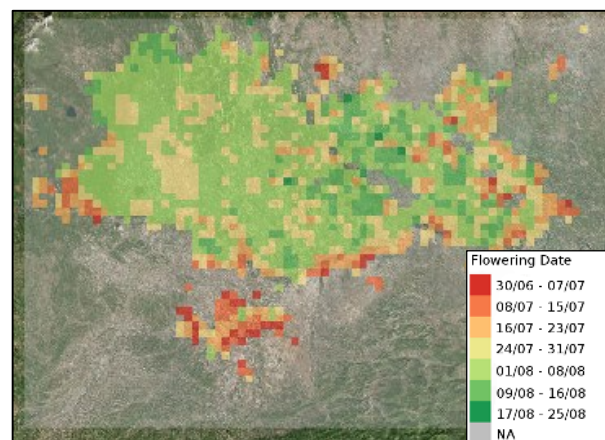 Flowering Date
30/06 - 07/07
08/07 - 15/07
16/07 - 23/07
24/07 - 31/07
01/08 - 08/08
09/08 - 16/08
17/08 - 25/08
NA